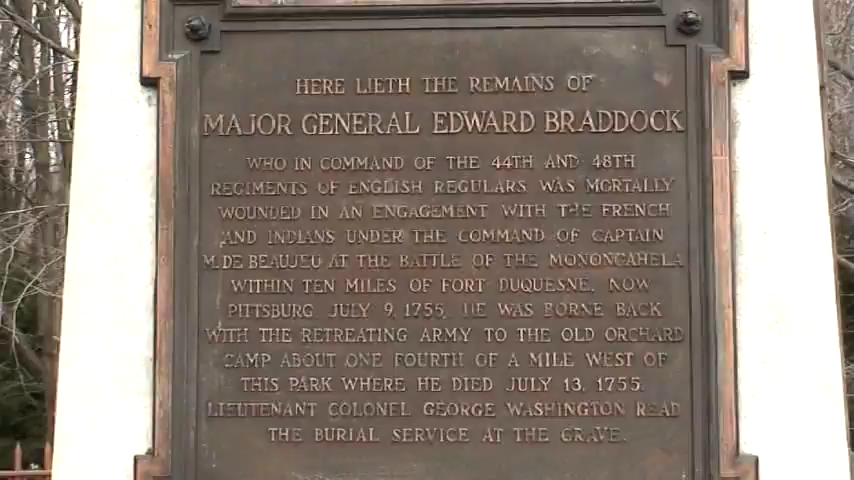 HERE LIETH THE REMAINS OF
MAJOR GENERAL EDWARD BRADDOCK
WHO IN COMMAND OF THE 44TH AND 48TH
REGIMENTS OF ENGLISH REGULARS WAS MORTALLY
WOUNDED IN AN ENGAGEMENT WITH THE FRENCH
AND INDIANS UNDER THE COMMAND OF CAPTAIN
M. DE BEAUJEU AT THE BATTLE OF THE MONONGAHELA
WITHIN TEN MILES OF FORT DUQUESNE, NOW
PITTSBURG JULY 9, 1755, HE WAS BORNE BACK
WITH THE RETREATING ARMY TO THE OLD ORCHARD
CAMP ABOUT ONE FOURTH OF A MILE WEST OF
THIS PARK WHERE HE DIED JULY 13, 1755.
LIEUTENANT COLONEL GEORGE WASHINGTON READ
THE BURIAL SERVICE AT THE GRAVE.